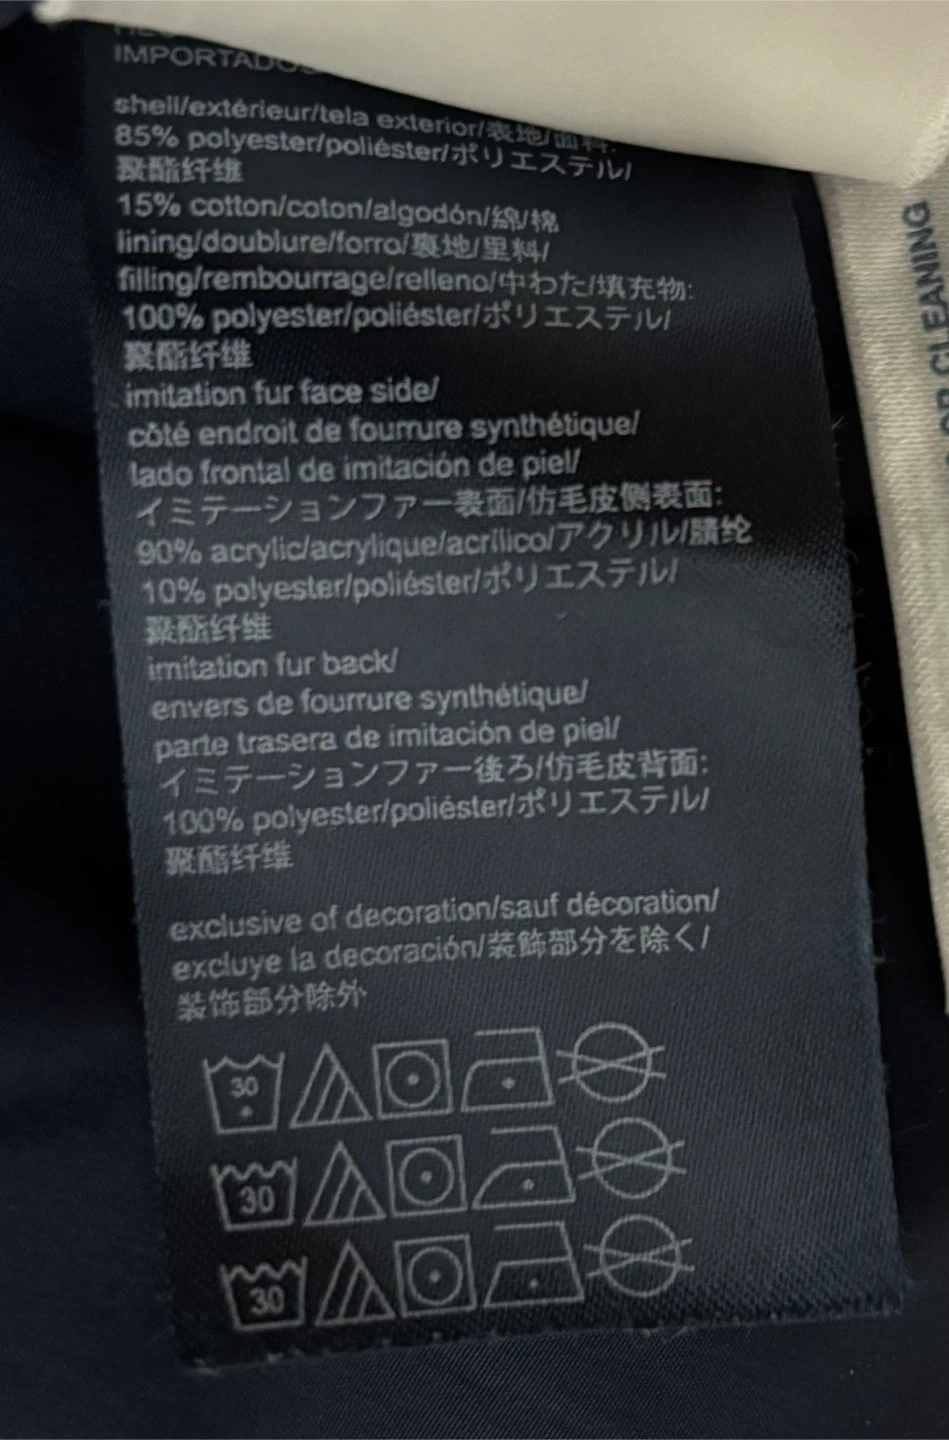 IMPORTADOS
shell/extérieur/tela exterior/表地/面料:
85% polyester/poliéster/ポリエステル/
聚酯纤维
15% cotton/coton/algodón/綿/棉
lining/doublure/forro/裏地/里料/
filling/rembourrage/relleno/中わた/填充物:
100% polyester/poliéster/ポリエステル/
聚酯纤维
imitation fur face side/
côté endroit de fourrure synthétique/
lado frontal de imitación de piel/
イミテーションファー表面/仿毛皮侧表面:
90% acrylic/acrylique/acrílico/アクリル/腈纶
10% polyester/poliéster/ポリエステル/
聚酯纤维
imitation fur back/
envers de fourrure synthétique/
parte trasera de imitación de piel/
イミテーションファー後ろ/仿毛皮背面:
100% polyester/poliéster/ポリエステル/
聚酯纤维
exclusive of decoration/sauf décoration/
excluye la decoración/装飾部分を除く/
装饰部分除外
30
30
30
CLEANING